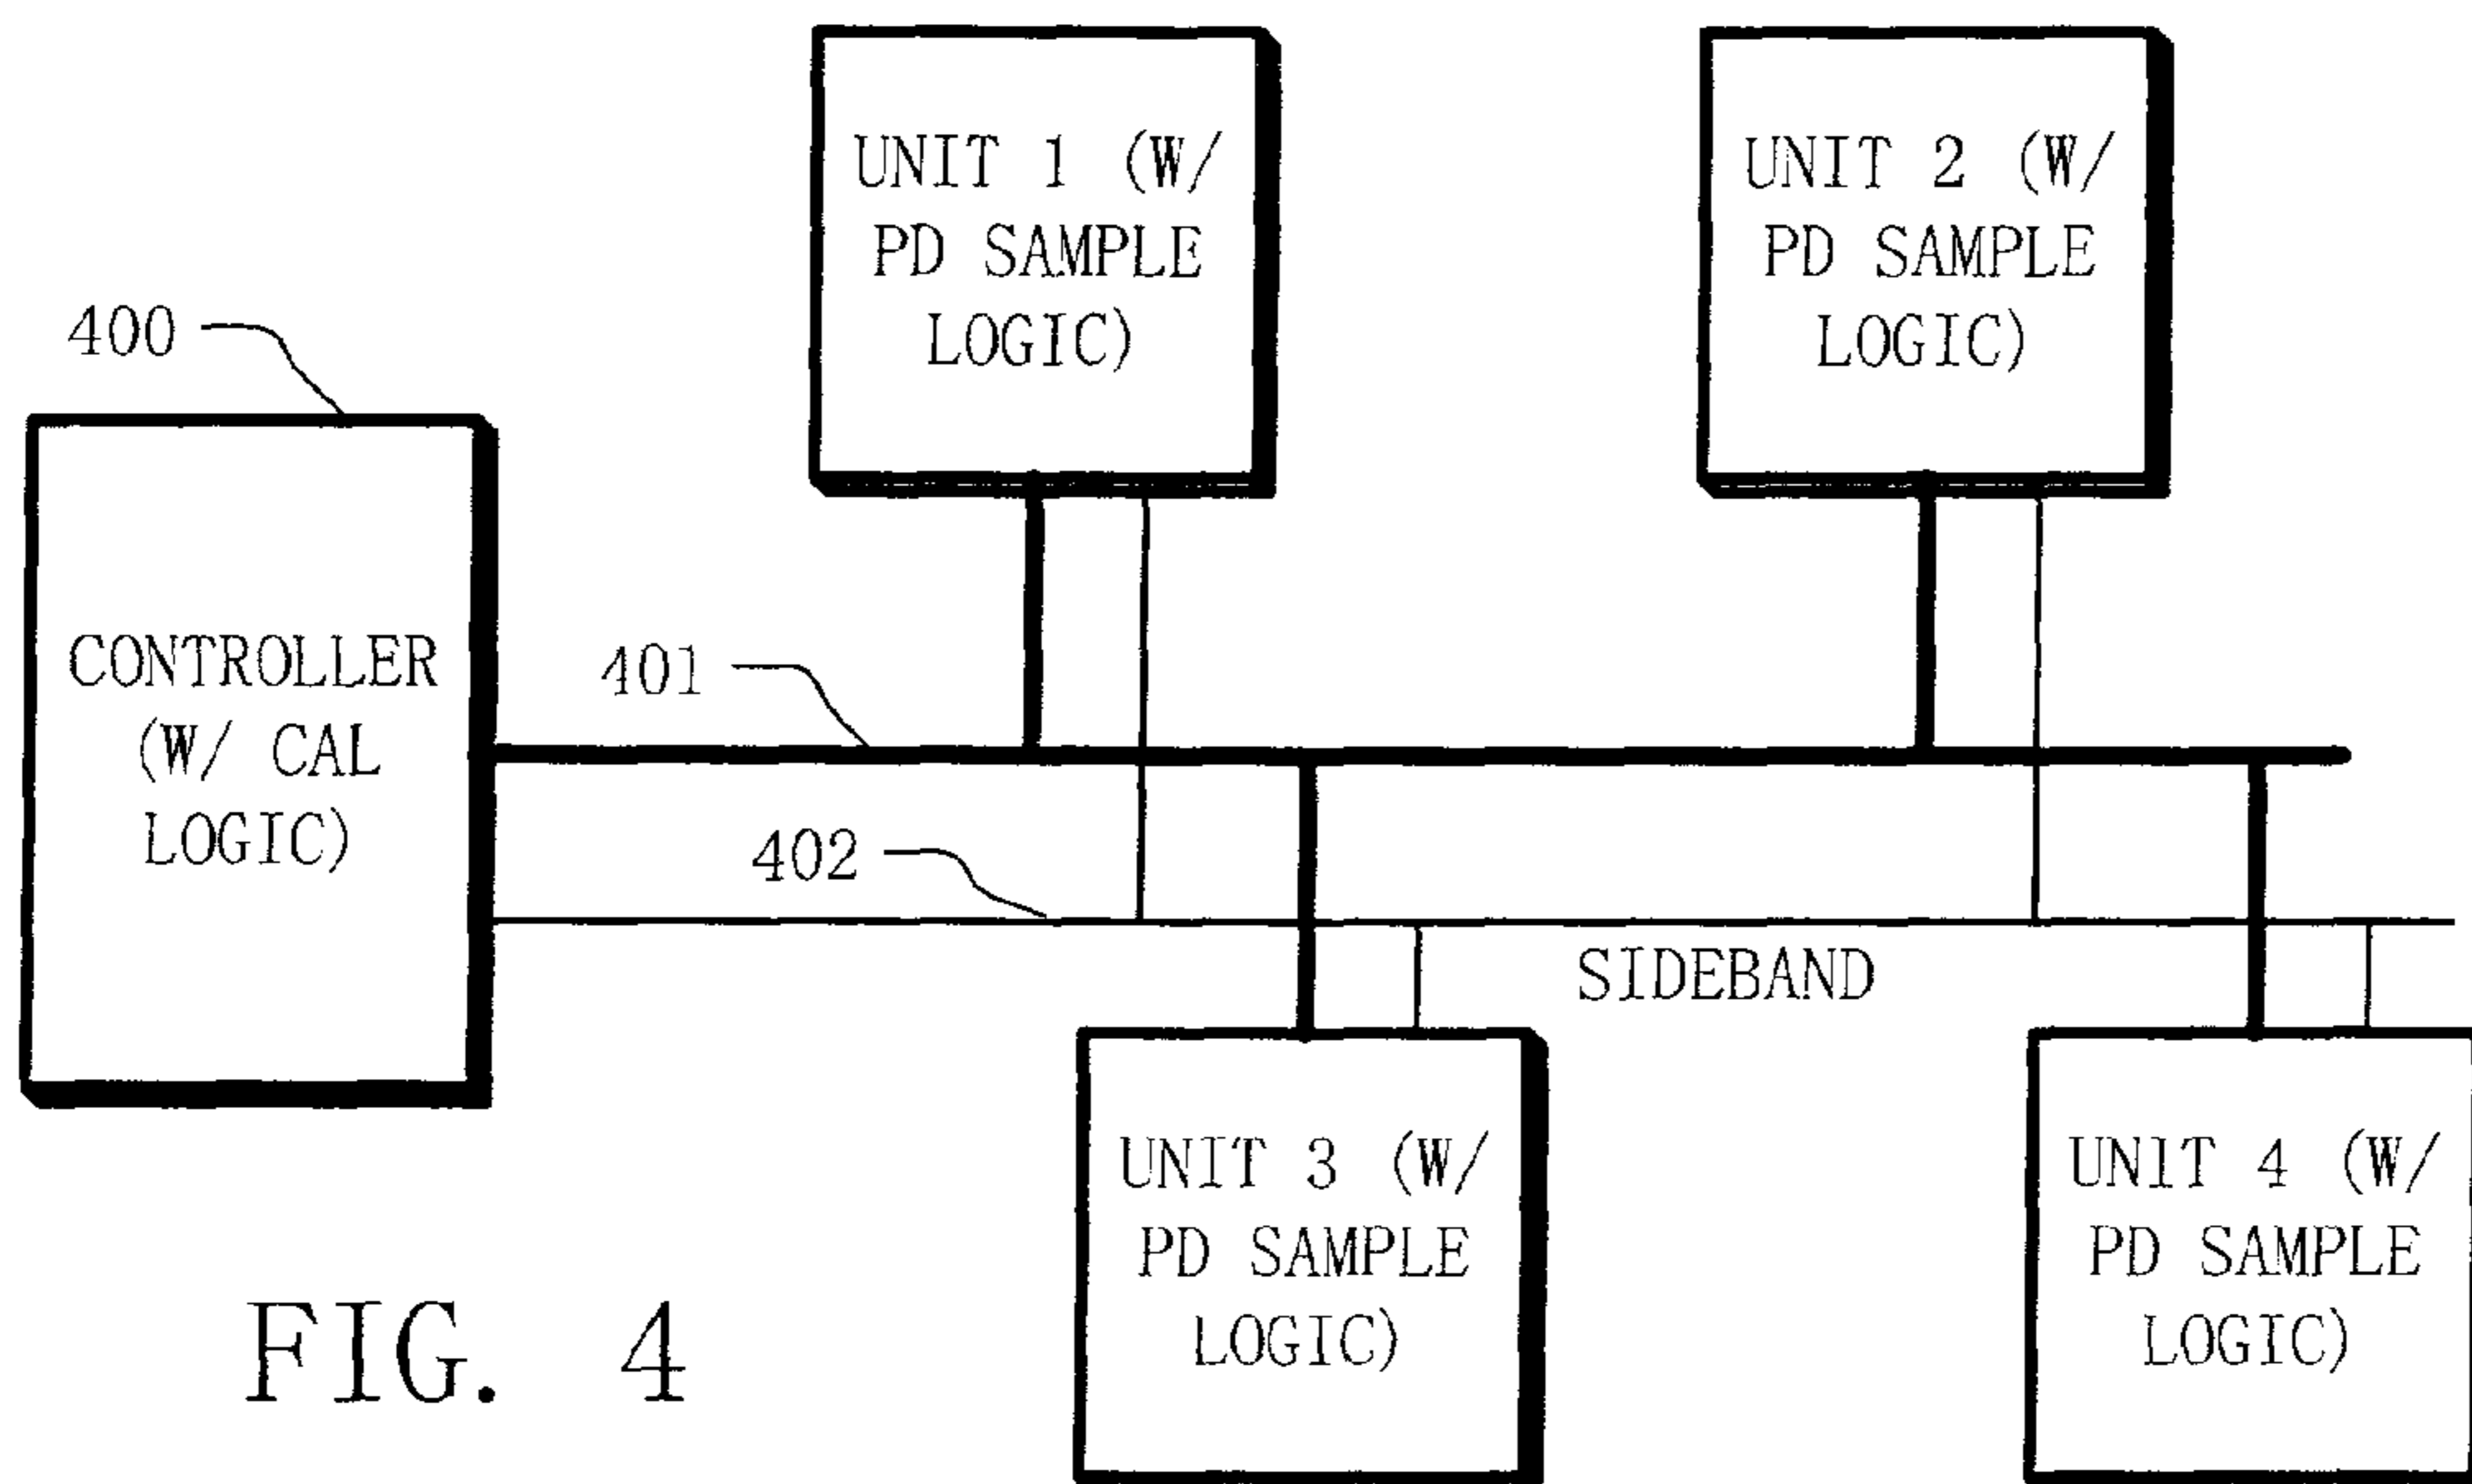 UNIT 1 (W/
PD SAMPLE
LOGIC)
UNIT 2 (W/
PD SAMPLE
LOGIC)
400
CONTROLLER
(W/ CAL
LOGIC)
401
402
SIDEBAND
UNIT 3 (W/
PD SAMPLE
LOGIC)
UNIT 4 (W/
PD SAMPLE
LOGIC)
FIG. 4